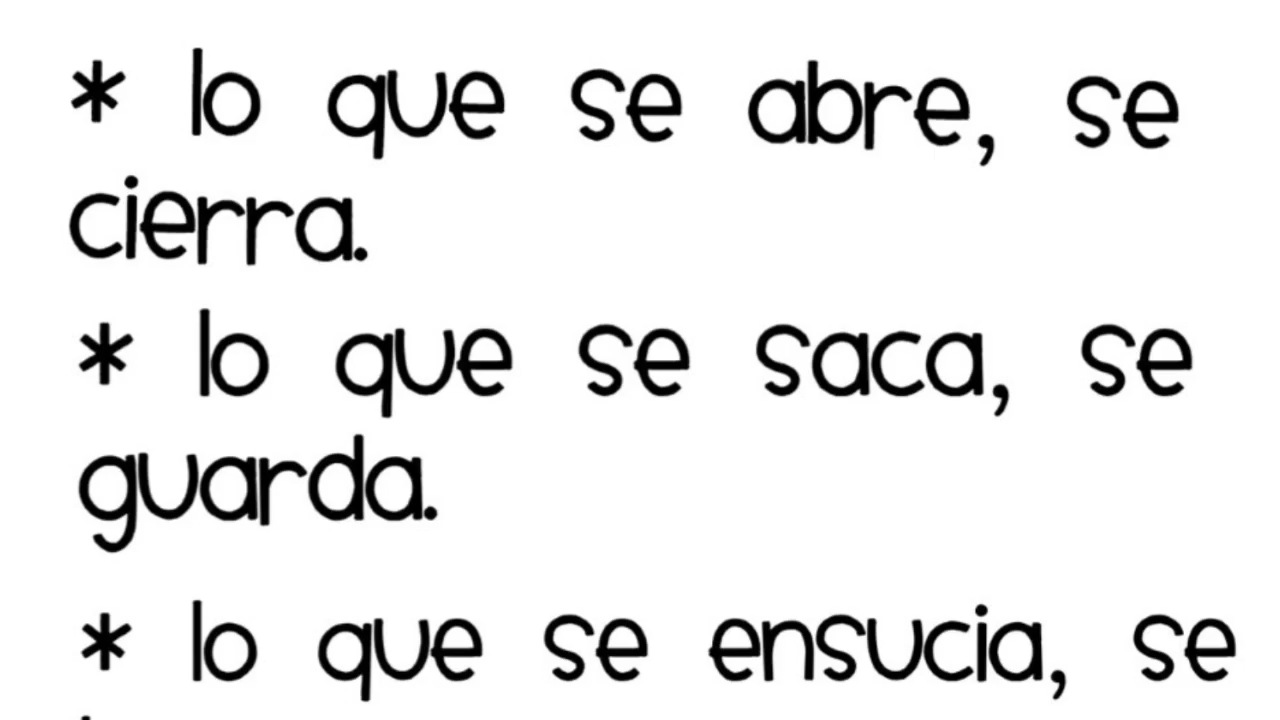 * lo que se abre, se
cierra.
* lo que se saca, se
guarda.
* lo que se ensucia, se